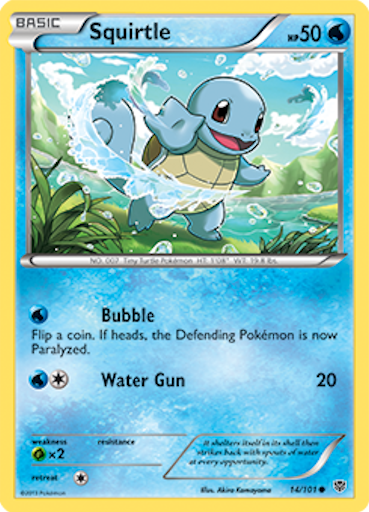 BASIC Squirtle HP50
NO. 007 Tiny Turtle Pokémon HT: 1'08" WT: 19.8 lbs.
Bubble
Flip a coin. If heads, the Defending Pokémon is now
Paralyzed.
Water Gun 20
weakness resistance
×2
retreat
It shelters itself in its shell then
strikes back with spouts of water
at every opportunity.
©2013 Pokémon Illus. Akira Komayama 14/101